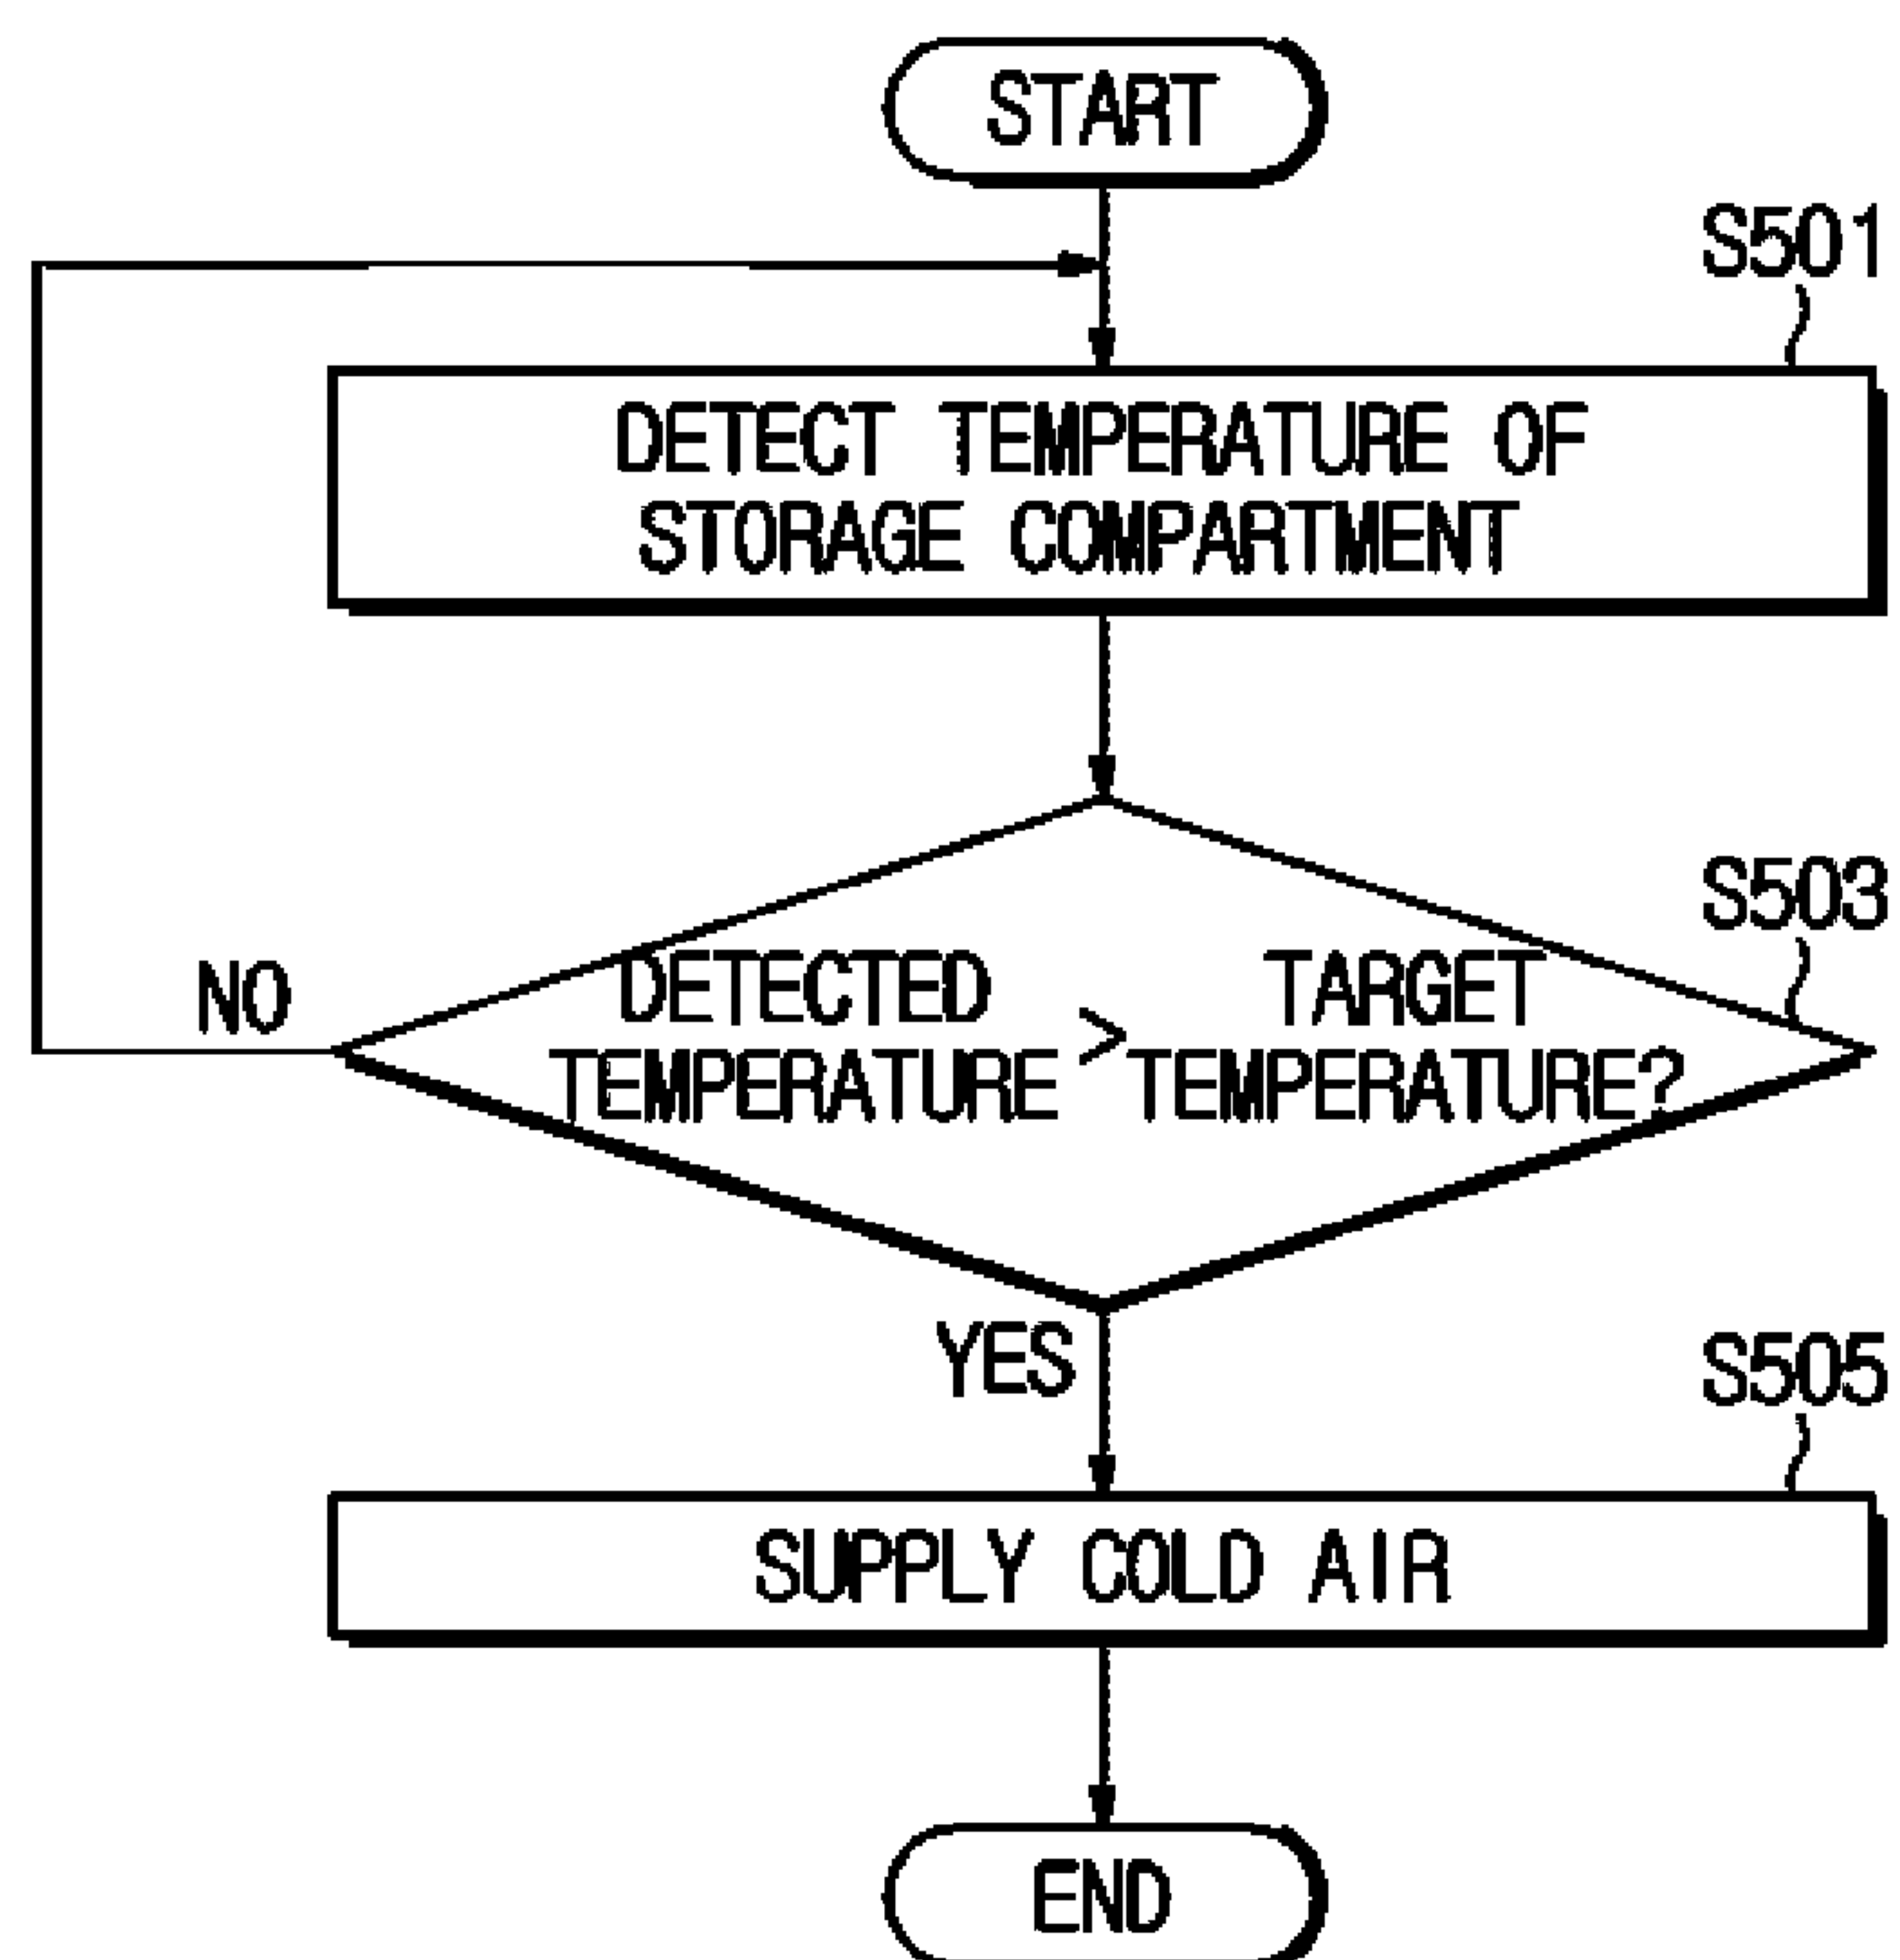 START
S501
DETECT TEMPERATURE OF
STORAGE COMPARTMENT
S503
NO
DETECTED TEMPERATURE > TARGET TEMPERATURE?
YES
S505
SUPPLY COLD AIR
END